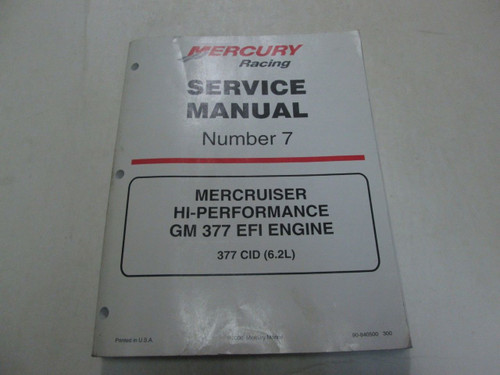 MERCURY
Racing
SERVICE
MANUAL
Number 7
MERCRUISER
HI-PERFORMANCE
GM 377 EFI ENGINE
377 CID (6.2L)
Printed in U.S.A.